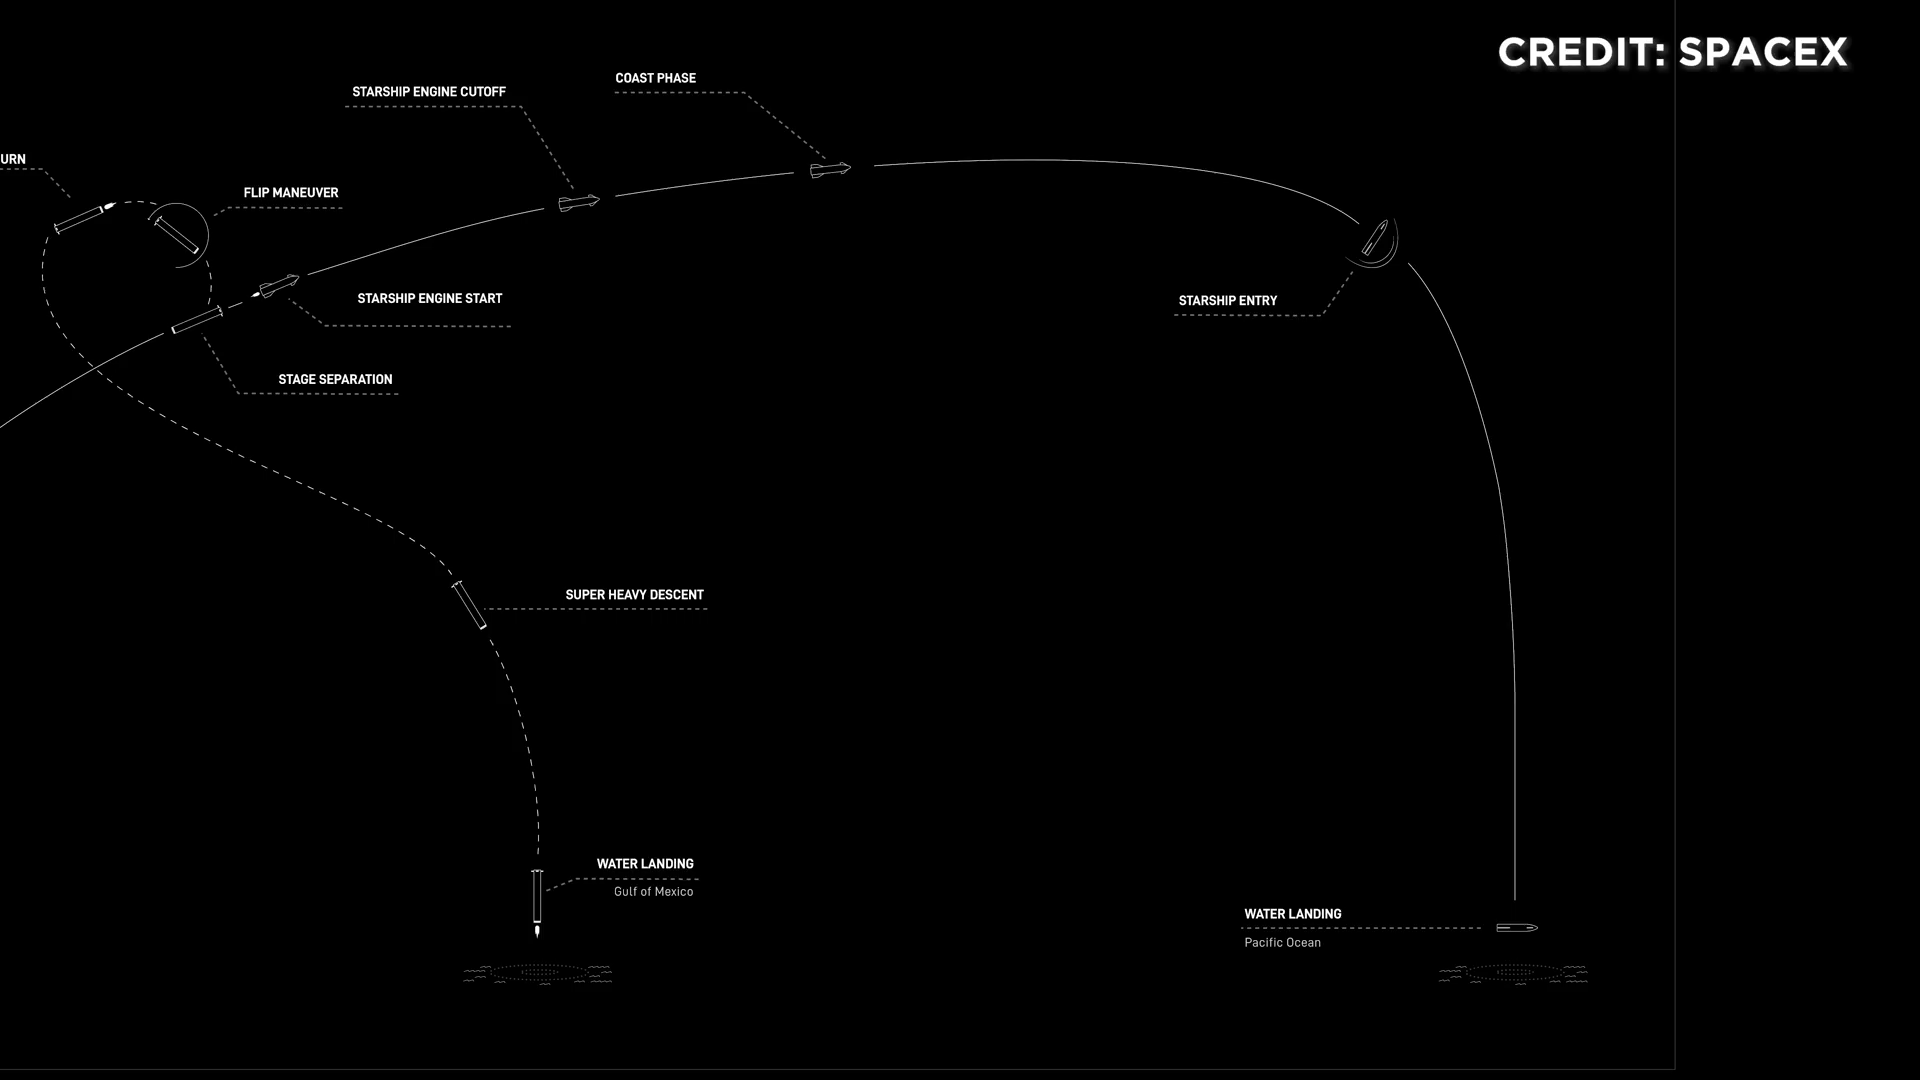 CREDIT: SPACEX
COAST PHASE
STARSHIP ENGINE CUTOFF
URN
FLIP MANEUVER
STARSHIP ENGINE START
STARSHIP ENTRY
STAGE SEPARATION
SUPER HEAVY DESCENT
WATER LANDING
Gulf of Mexico
WATER LANDING
Pacific Ocean